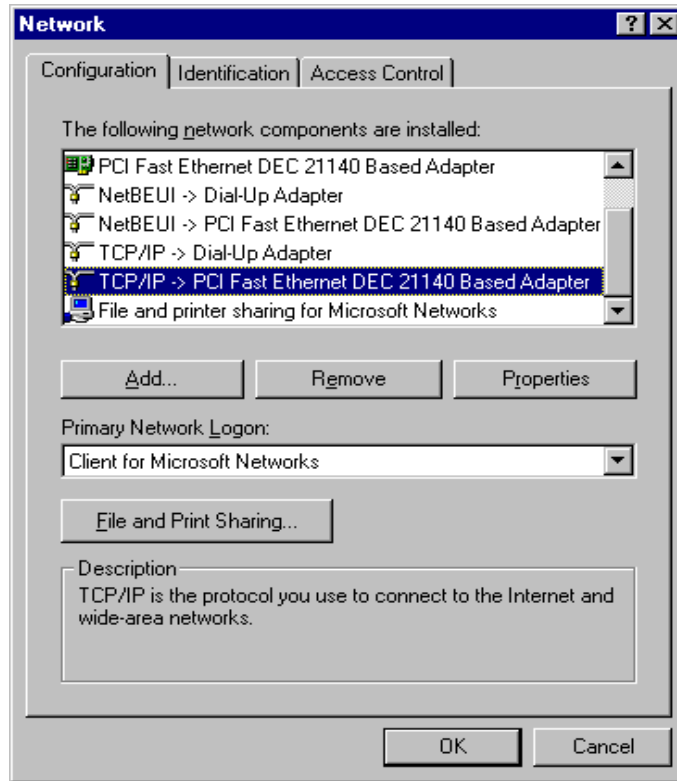 Network
Configuration Identification Access Control
The following network components are installed:
PCI Fast Ethernet DEC 21140 Based Adapter
NetBEUI -> Dial-Up Adapter
NetBEUI -> PCI Fast Ethernet DEC 21140 Based Adapter
TCP/IP -> Dial-Up Adapter
TCP/IP -> PCI Fast Ethernet DEC 21140 Based Adapter
File and printer sharing for Microsoft Networks
Add... Remove Properties
Primary Network Logon:
Client for Microsoft Networks
File and Print Sharing...
Description
TCP/IP is the protocol you use to connect to the Internet and
wide-area networks.
OK Cancel